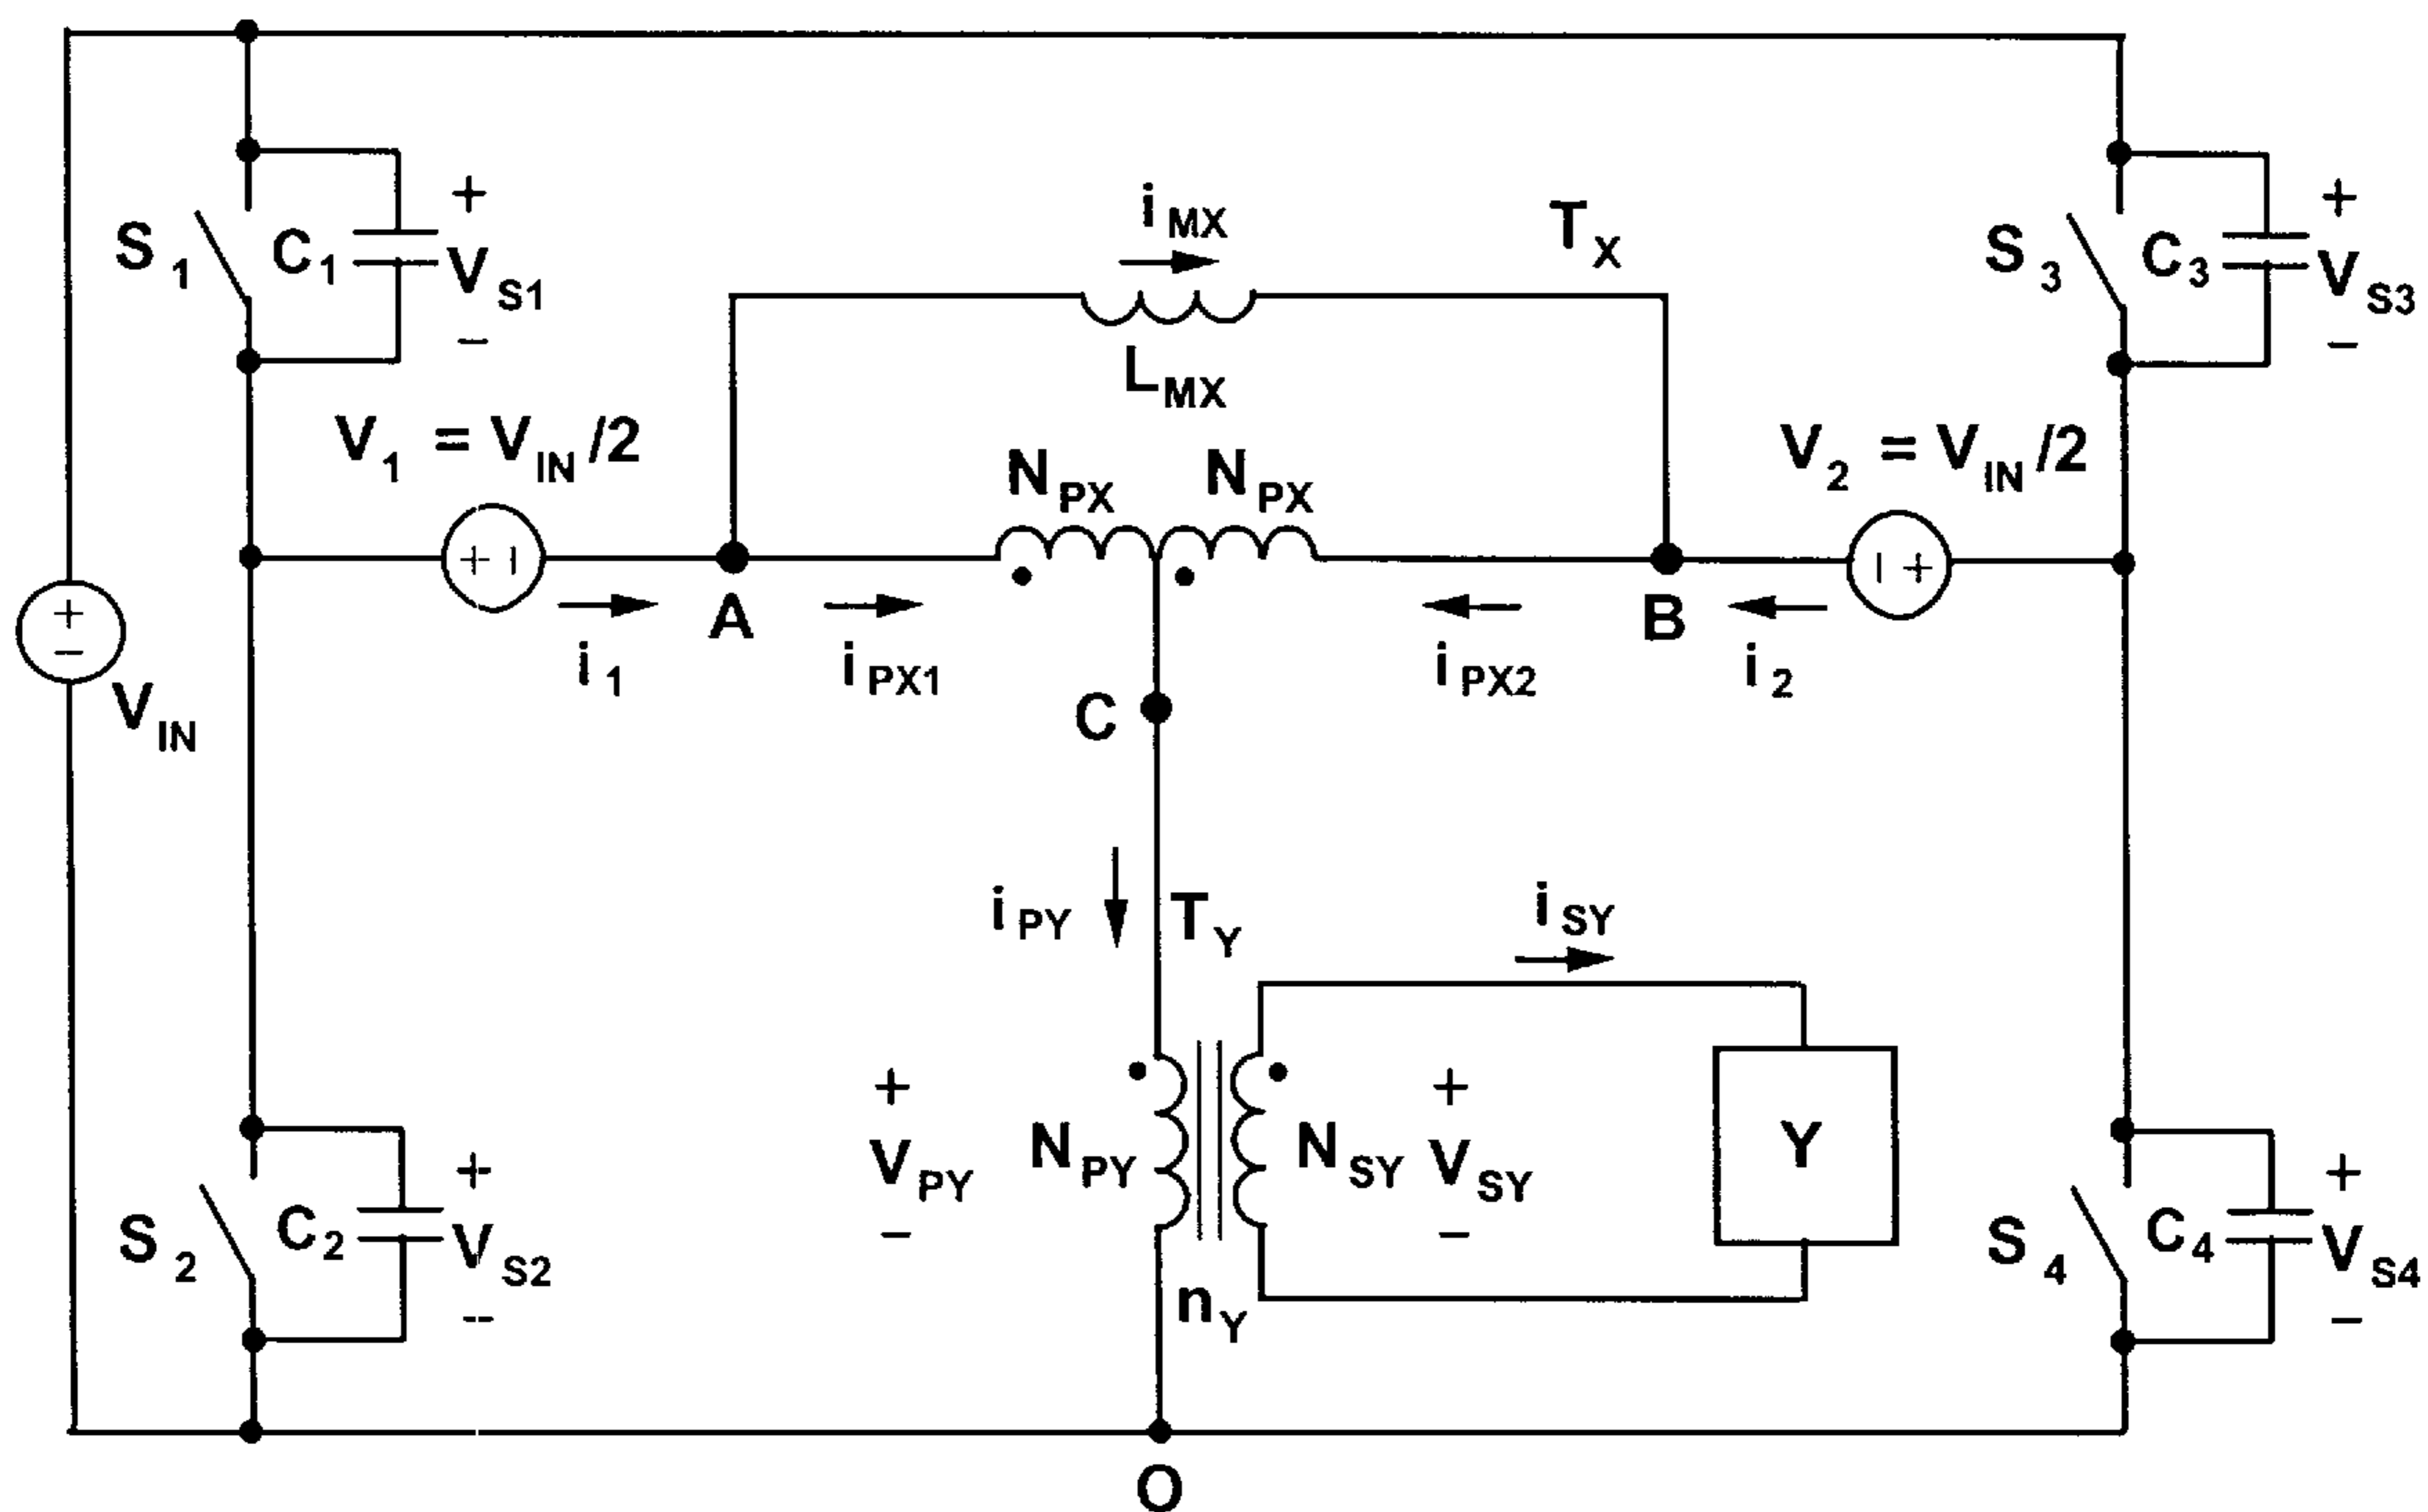 i MX
T X
S 1
C 1
+
V S1
–
S 3
C 3
+
V S3
–
L MX
V 1 = V IN /2
N PX
N PX
V 2 = V IN /2
+ –
– +
A
B
i 1
i PX1
i PX2
i 2
+
–
V IN
C
i PY
T Y
i SY
S 2
C 2
+
V S2
–
+
V PY
–
N PY
N SY
+
V SY
–
Y
S 4
C 4
+
V S4
–
n Y
O